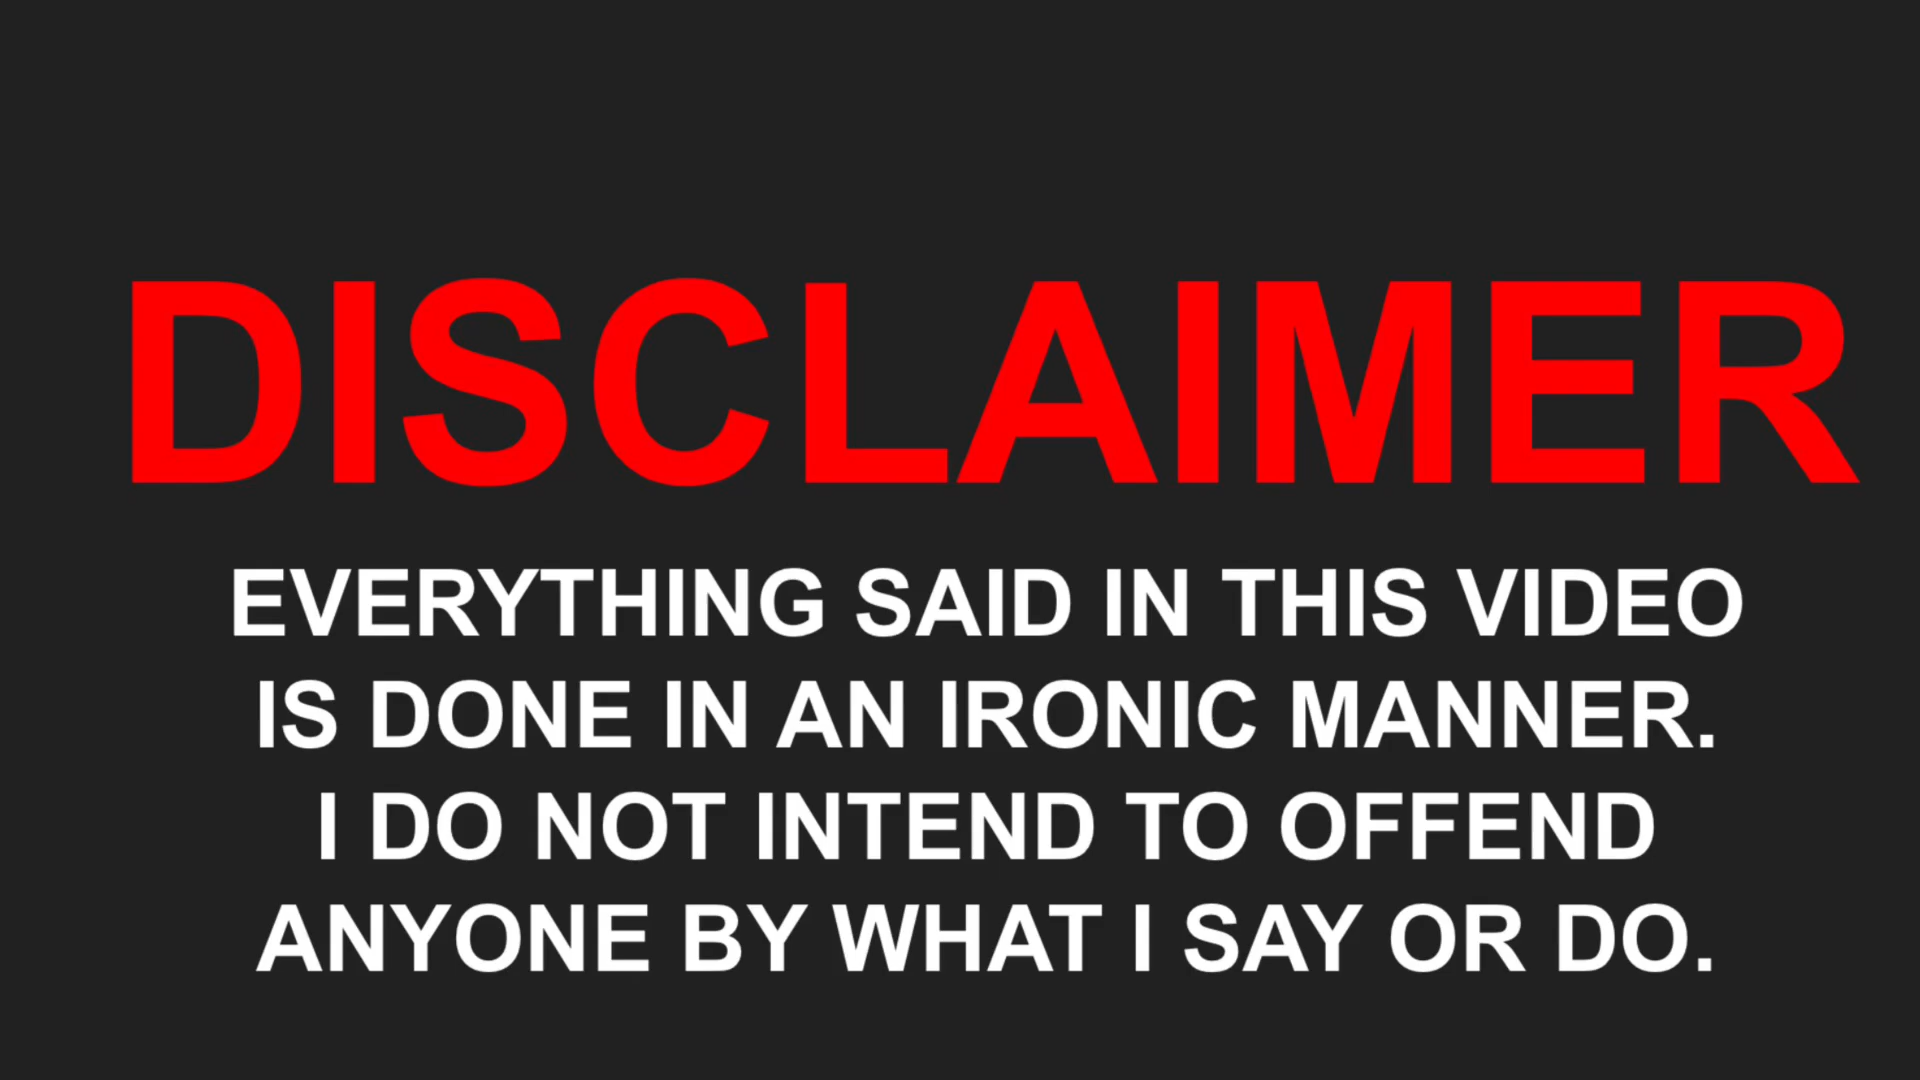 DISCLAIMER
EVERYTHING SAID IN THIS VIDEO
IS DONE IN AN IRONIC MANNER.
I DO NOT INTEND TO OFFEND
ANYONE BY WHAT I SAY OR DO.